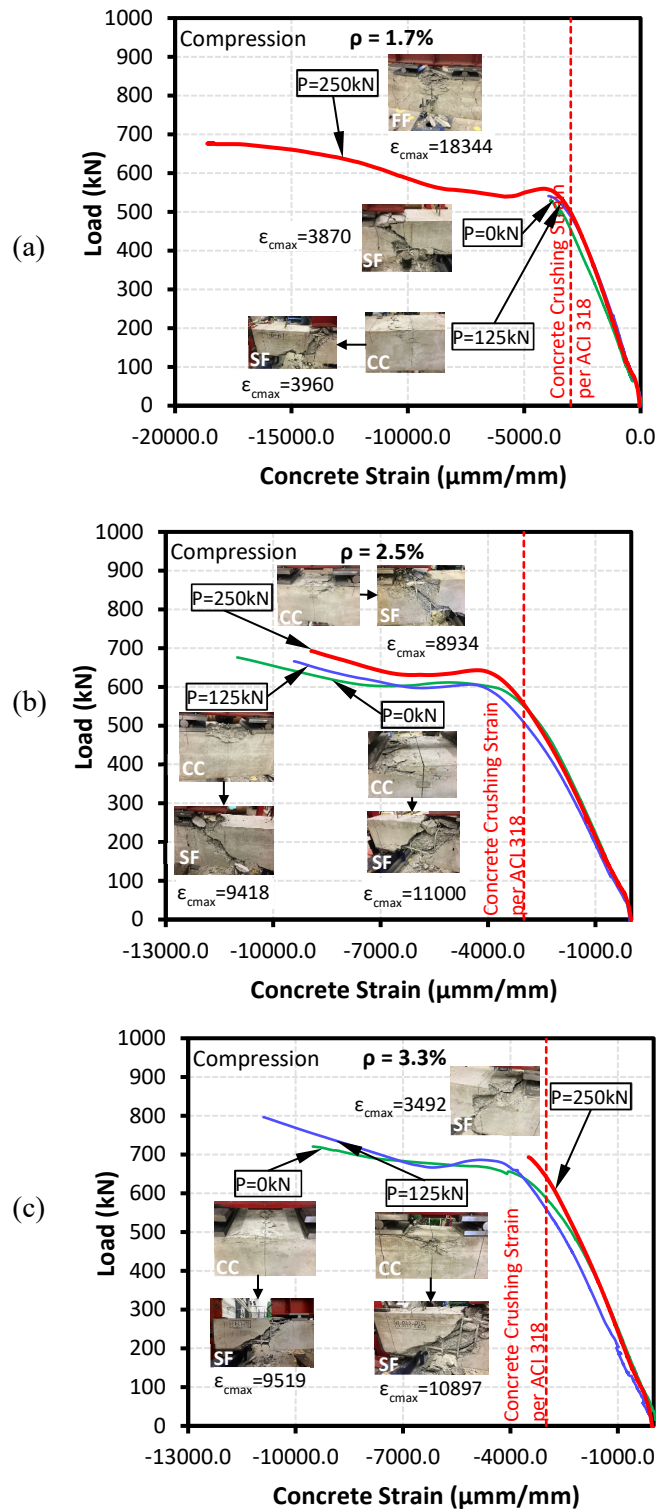 (a)
1000
900
800
700
600
500
400
300
200
100
0
Load (kN)
Compression
ρ = 1.7%
P=250kN
FF
εcmax=18344
εcmax=3870
SF
P=0kN
P=125kN
SF
CC
εcmax=3960
Concrete Crushing Strain
per ACI 318
-20000.0 -15000.0 -10000.0 -5000.0 0.0
Concrete Strain (μmm/mm)
(b)
1000
900
800
700
600
500
400
300
200
100
0
Load (kN)
Compression
ρ = 2.5%
P=250kN
CC
SF
εcmax=8934
P=125kN
P=0kN
CC
CC
SF
SF
εcmax=9418
εcmax=11000
Concrete Crushing Strain
per ACI 318
-13000.0 -10000.0 -7000.0 -4000.0 -1000.0
Concrete Strain (μmm/mm)
(c)
1000
900
800
700
600
500
400
300
200
100
0
Load (kN)
Compression
ρ = 3.3%
εcmax=3492
SF
P=250kN
P=0kN
P=125kN
CC
CC
SF
SF
εcmax=9519
εcmax=10897
Concrete Crushing Strain
per ACI 318
-13000.0 -10000.0 -7000.0 -4000.0 -1000.0
Concrete Strain (μmm/mm)